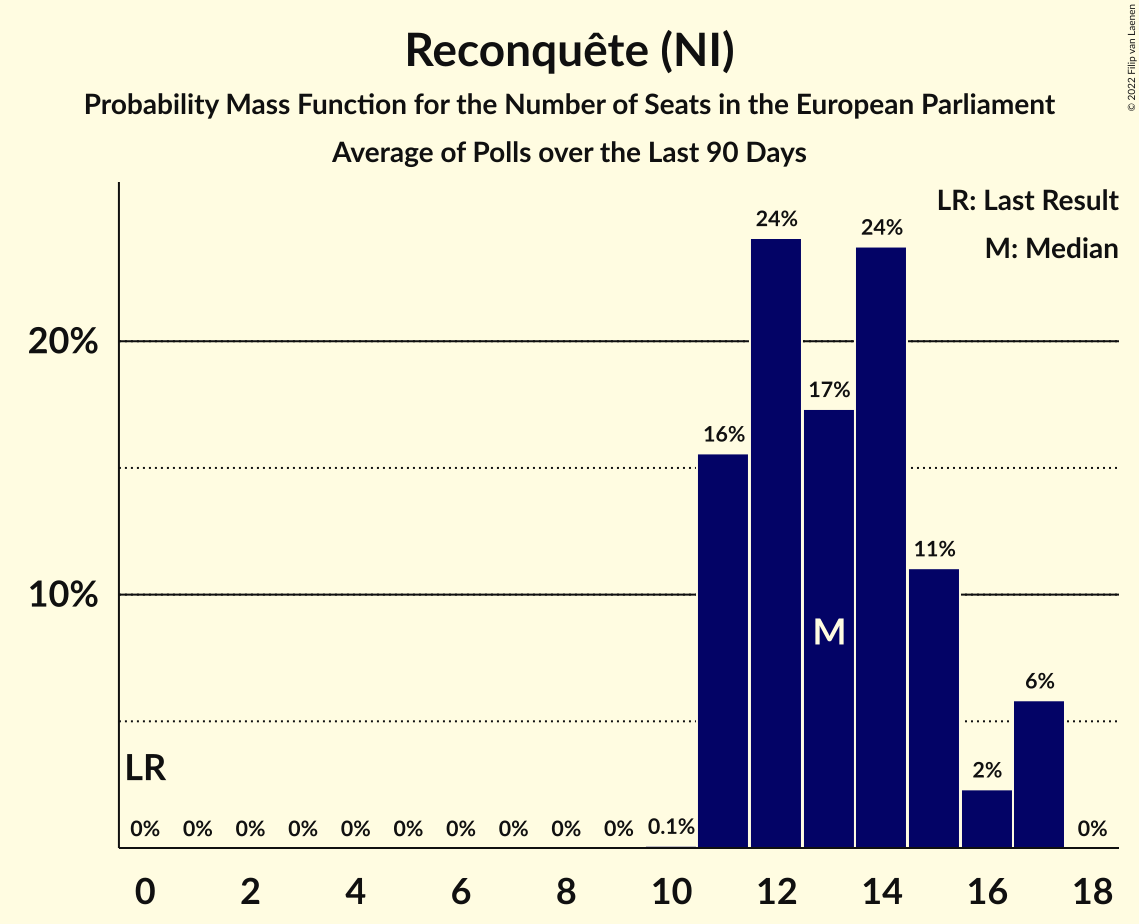 Reconquête (NI)
Probability Mass Function for the Number of Seats in the European Parliament
Average of Polls over the Last 90 Days
© 2022 Filip van Laenen
LR: Last Result
M: Median
24%
24%
20%
17%
16%
11%
10%
M
6%
LR
2%
0% 0% 0% 0% 0% 0% 0% 0% 0% 0% 0.1% 0%
0 2 4 6 8 10 12 14 16 18